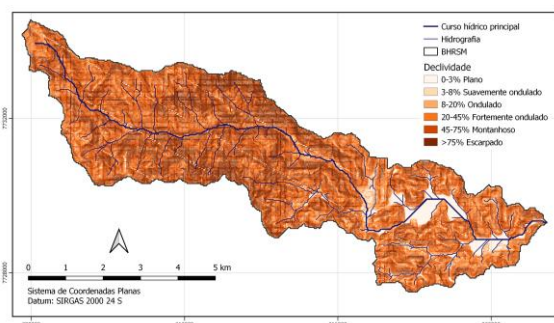 Curso hídrico principal
Hidrografia
BHRSM
Declividade
0-3% Plano
3-8% Suavemente ondulado
8-20% Ondulado
20-45% Fortemente ondulado
45-75% Montanhoso
>75% Escarpado
7732000
7728000
0 1 2 3 4 5 km
Sistema de Coordenadas Planas
Datum: SIRGAS 2000 24 S